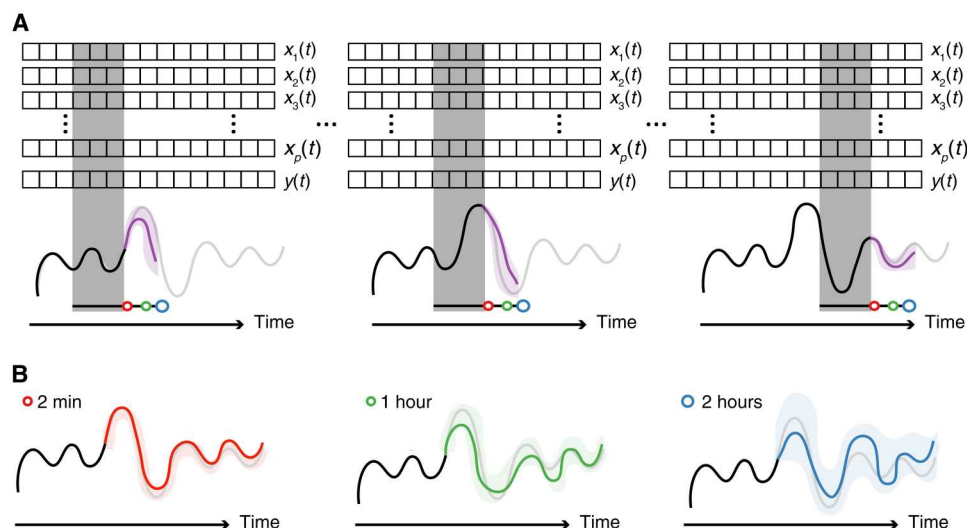 A
x₁(t) x₁(t) x₁(t)
x₂(t) x₂(t) x₂(t)
x₃(t) x₃(t) x₃(t)
⋮ ⋮ ... ⋮ ⋮ ... ⋮ ⋮
xₚ(t) xₚ(t) xₚ(t)
y(t) y(t) y(t)
Time Time Time
B
2 min 1 hour 2 hours
Time Time Time